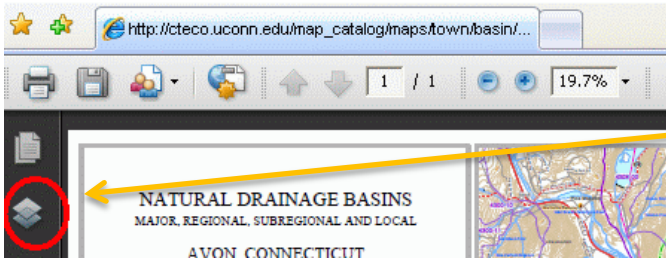 http://cteco.uconn.edu/map_catalog/maps/town/basin/...
1 / 1 19.7%
NATURAL DRAINAGE BASINS
MAJOR, REGIONAL, SUBREGIONAL AND LOCAL
AVON, CONNECTICUT